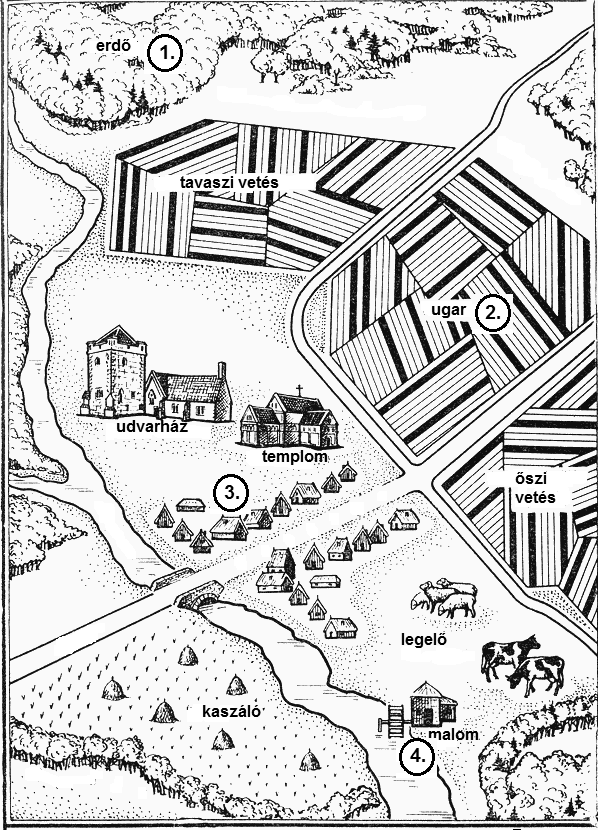 erdő 1.
tavaszi vetés
ugar 2.
udvarház
templom
3.
őszi
vetés
legelő
kaszáló
malom
4.